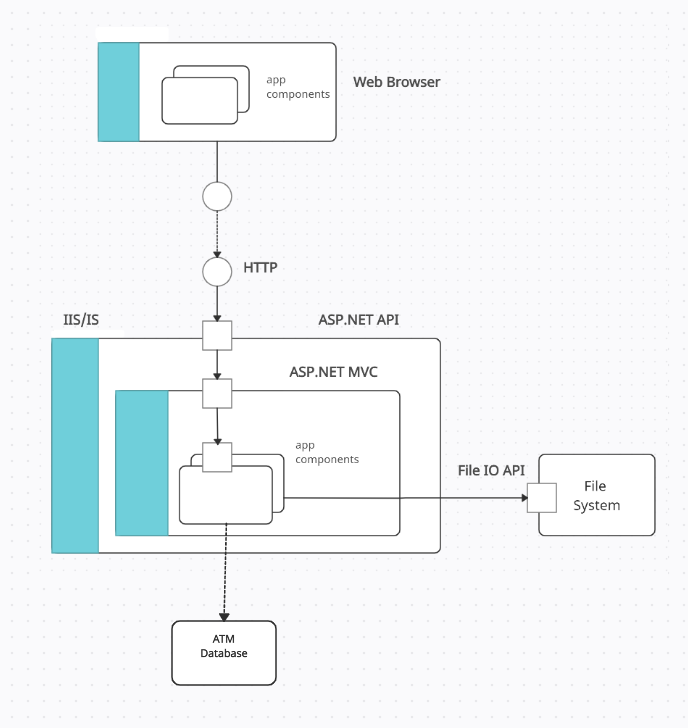 app
components
Web Browser
HTTP
IIS/IS
ASP.NET API
ASP.NET MVC
app
components
File IO API
File
System
ATM
Database